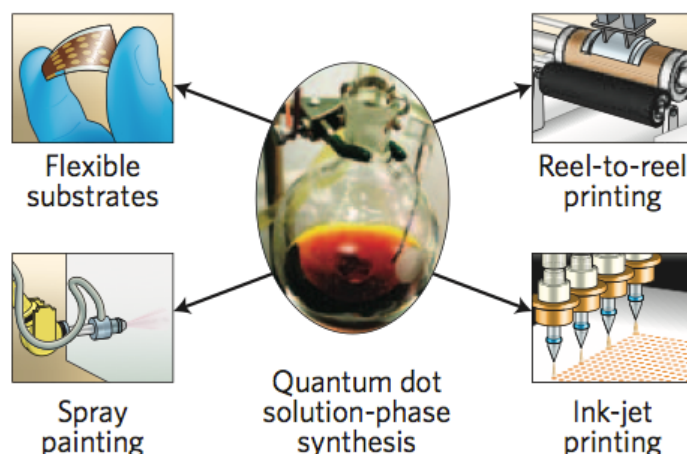 Flexible
substrates
Reel-to-reel
printing
Spray
painting
Quantum dot
solution-phase
synthesis
Ink-jet
printing